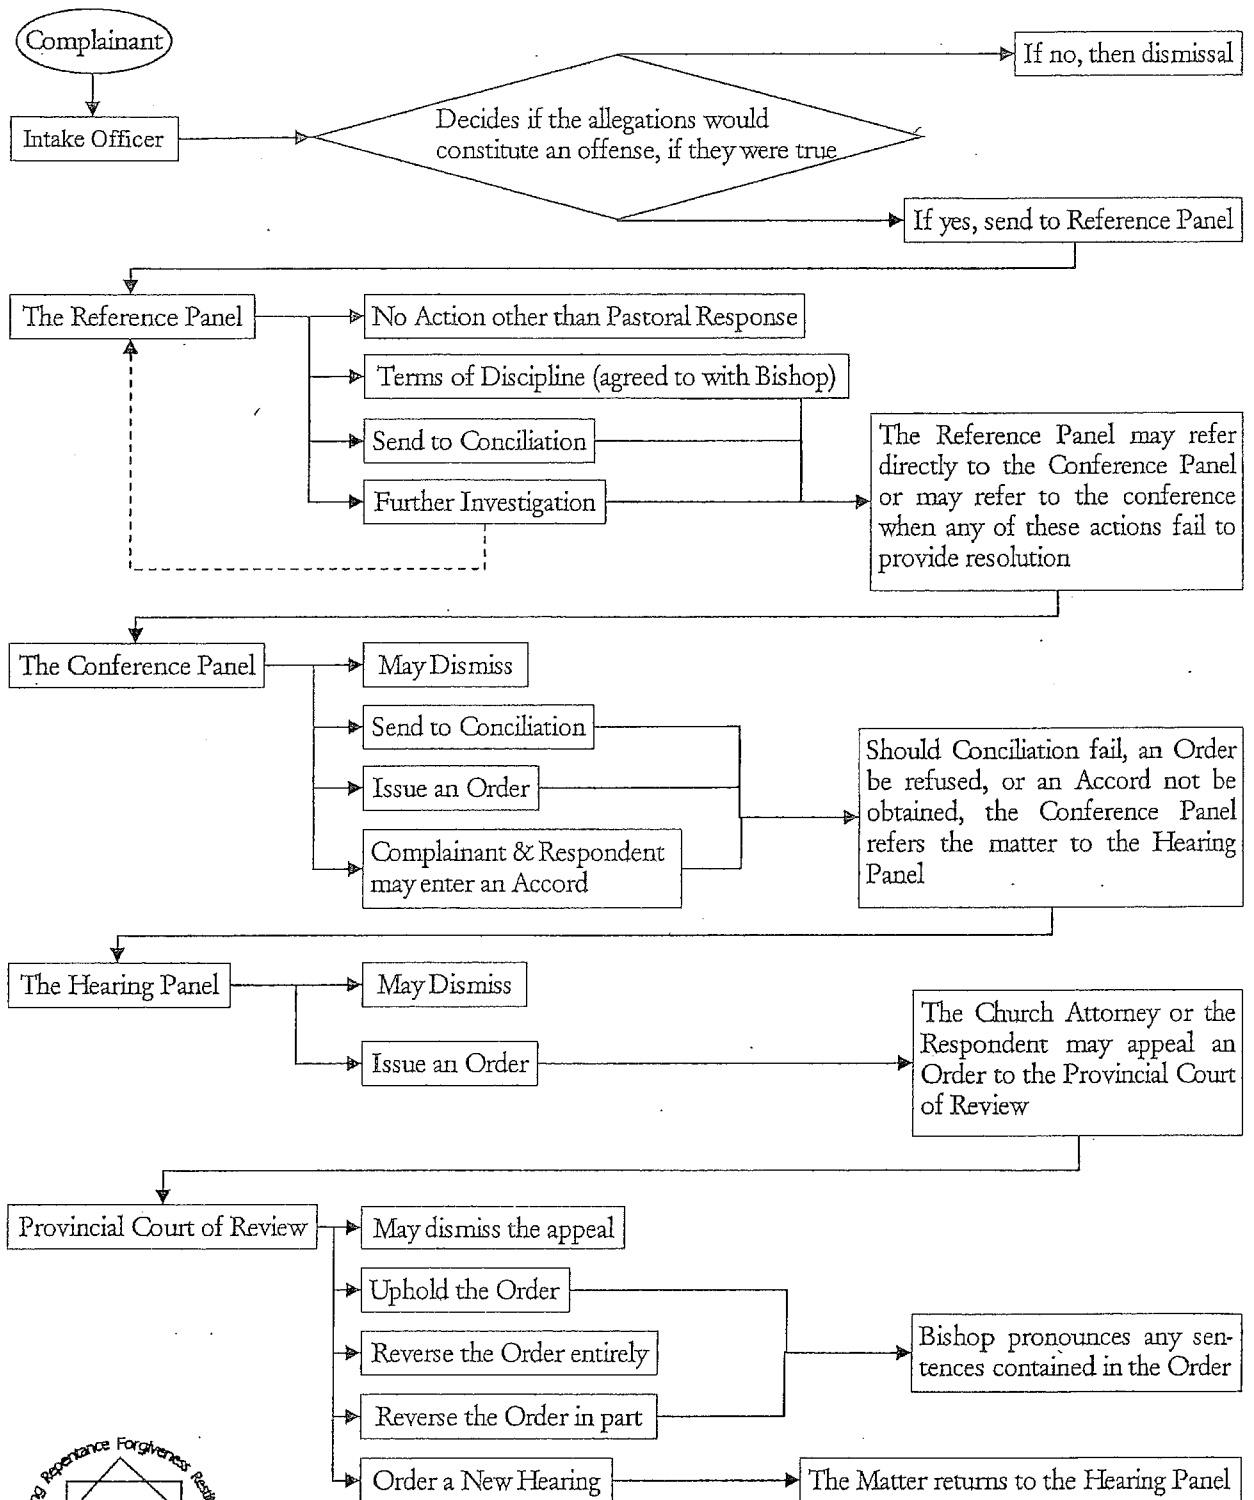 Complainant
If no, then dismissal
Intake Officer
Decides if the allegations would
constitute an offense, if they were true
If yes, send to Reference Panel
The Reference Panel
No Action other than Pastoral Response
Terms of Discipline (agreed to with Bishop)
Send to Conciliation
Further Investigation
The Reference Panel may refer
directly to the Conference Panel
or may refer to the conference
when any of these actions fail to
provide resolution
The Conference Panel
May Dismiss
Send to Conciliation
Issue an Order
Complainant & Respondent
may enter an Accord
Should Conciliation fail, an Order
be refused, or an Accord not be
obtained, the Conference Panel
refers the matter to the Hearing
Panel
The Hearing Panel
May Dismiss
Issue an Order
The Church Attorney or the
Respondent may appeal an
Order to the Provincial Court
of Review
Provincial Court of Review
May dismiss the appeal
Uphold the Order
Reverse the Order entirely
Reverse the Order in part
Bishop pronounces any sen-
tences contained in the Order
Order a New Hearing
The Matter returns to the Hearing Panel
Repentance Forgiveness